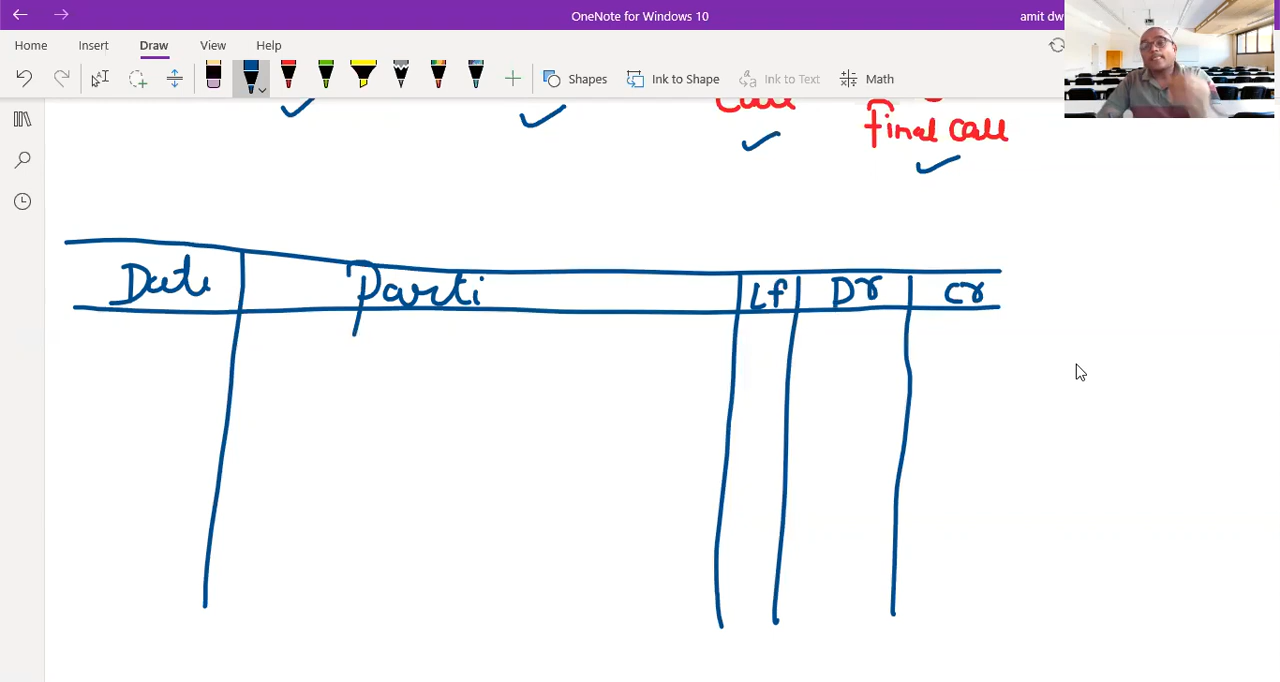 OneNote for Windows 10
amit dw
Home Insert Draw View Help
Shapes Ink to Shape Ink to Text Math
final call
Date Parti Lf Dr Cr